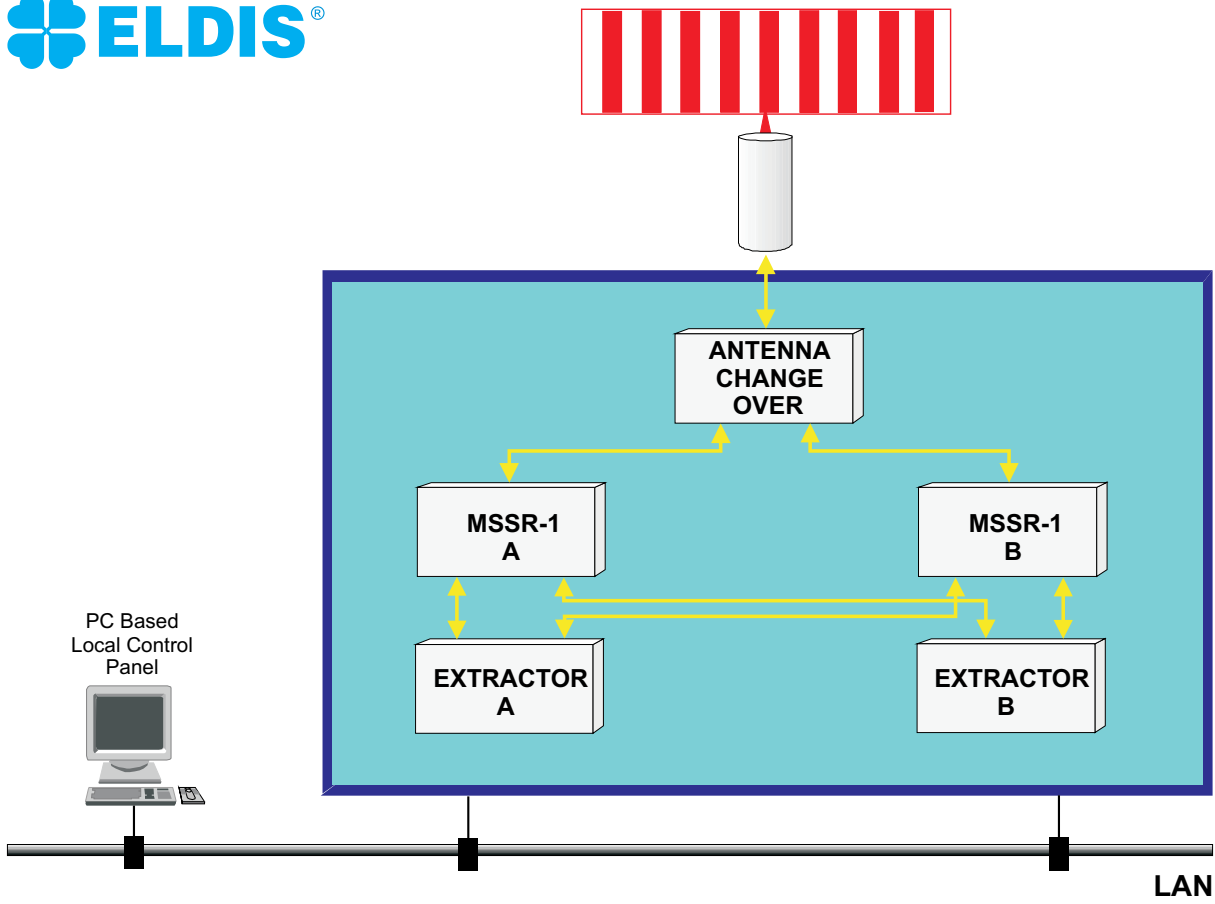 ELDIS®
ANTENNA
CHANGE
OVER
MSSR-1
A
MSSR-1
B
PC Based
Local Control
Panel
EXTRACTOR
A
EXTRACTOR
B
LAN